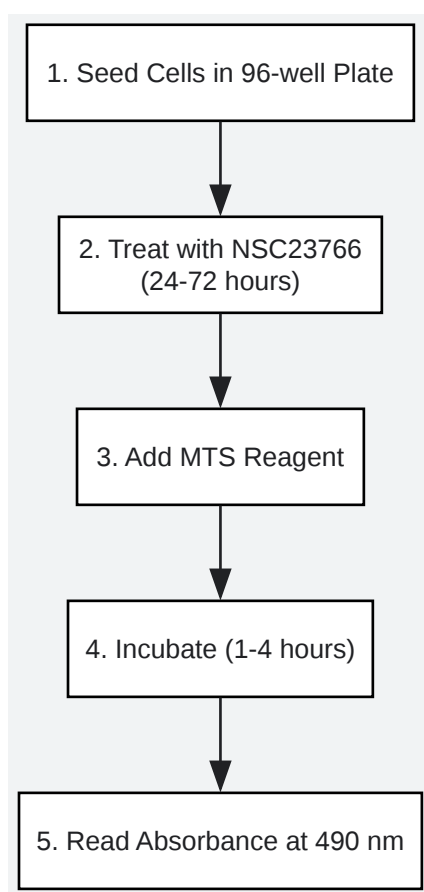 1. Seed Cells in 96-well Plate
2. Treat with NSC23766
(24-72 hours)
3. Add MTS Reagent
4. Incubate (1-4 hours)
5. Read Absorbance at 490 nm